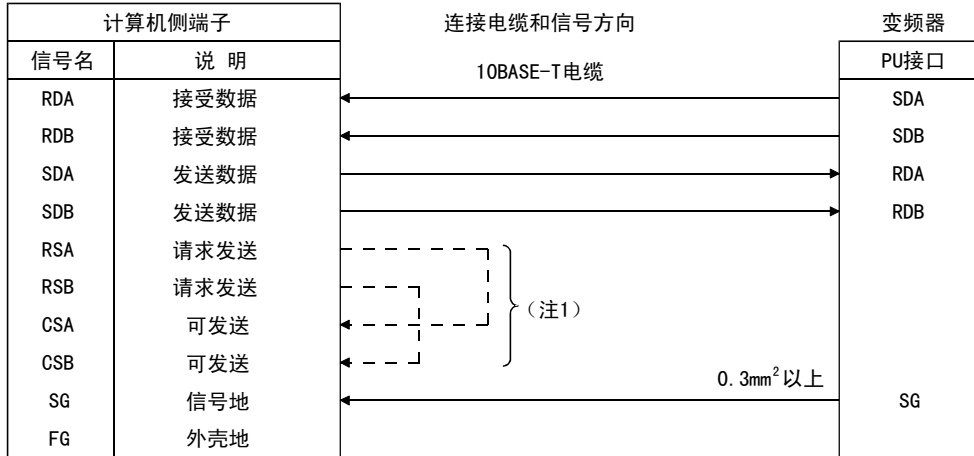 计算机侧端子 连接电缆和信号方向 变频器
信号名 说 明 10BASE-T电缆 PU接口
RDA 接受数据 SDA
RDB 接受数据 SDB
SDA 发送数据 RDA
SDB 发送数据 RDB
RSA 请求发送
RSB 请求发送
(注1)
CSA 可发送
CSB 可发送
0.3mm²以上
SG 信号地 SG
FG 外壳地